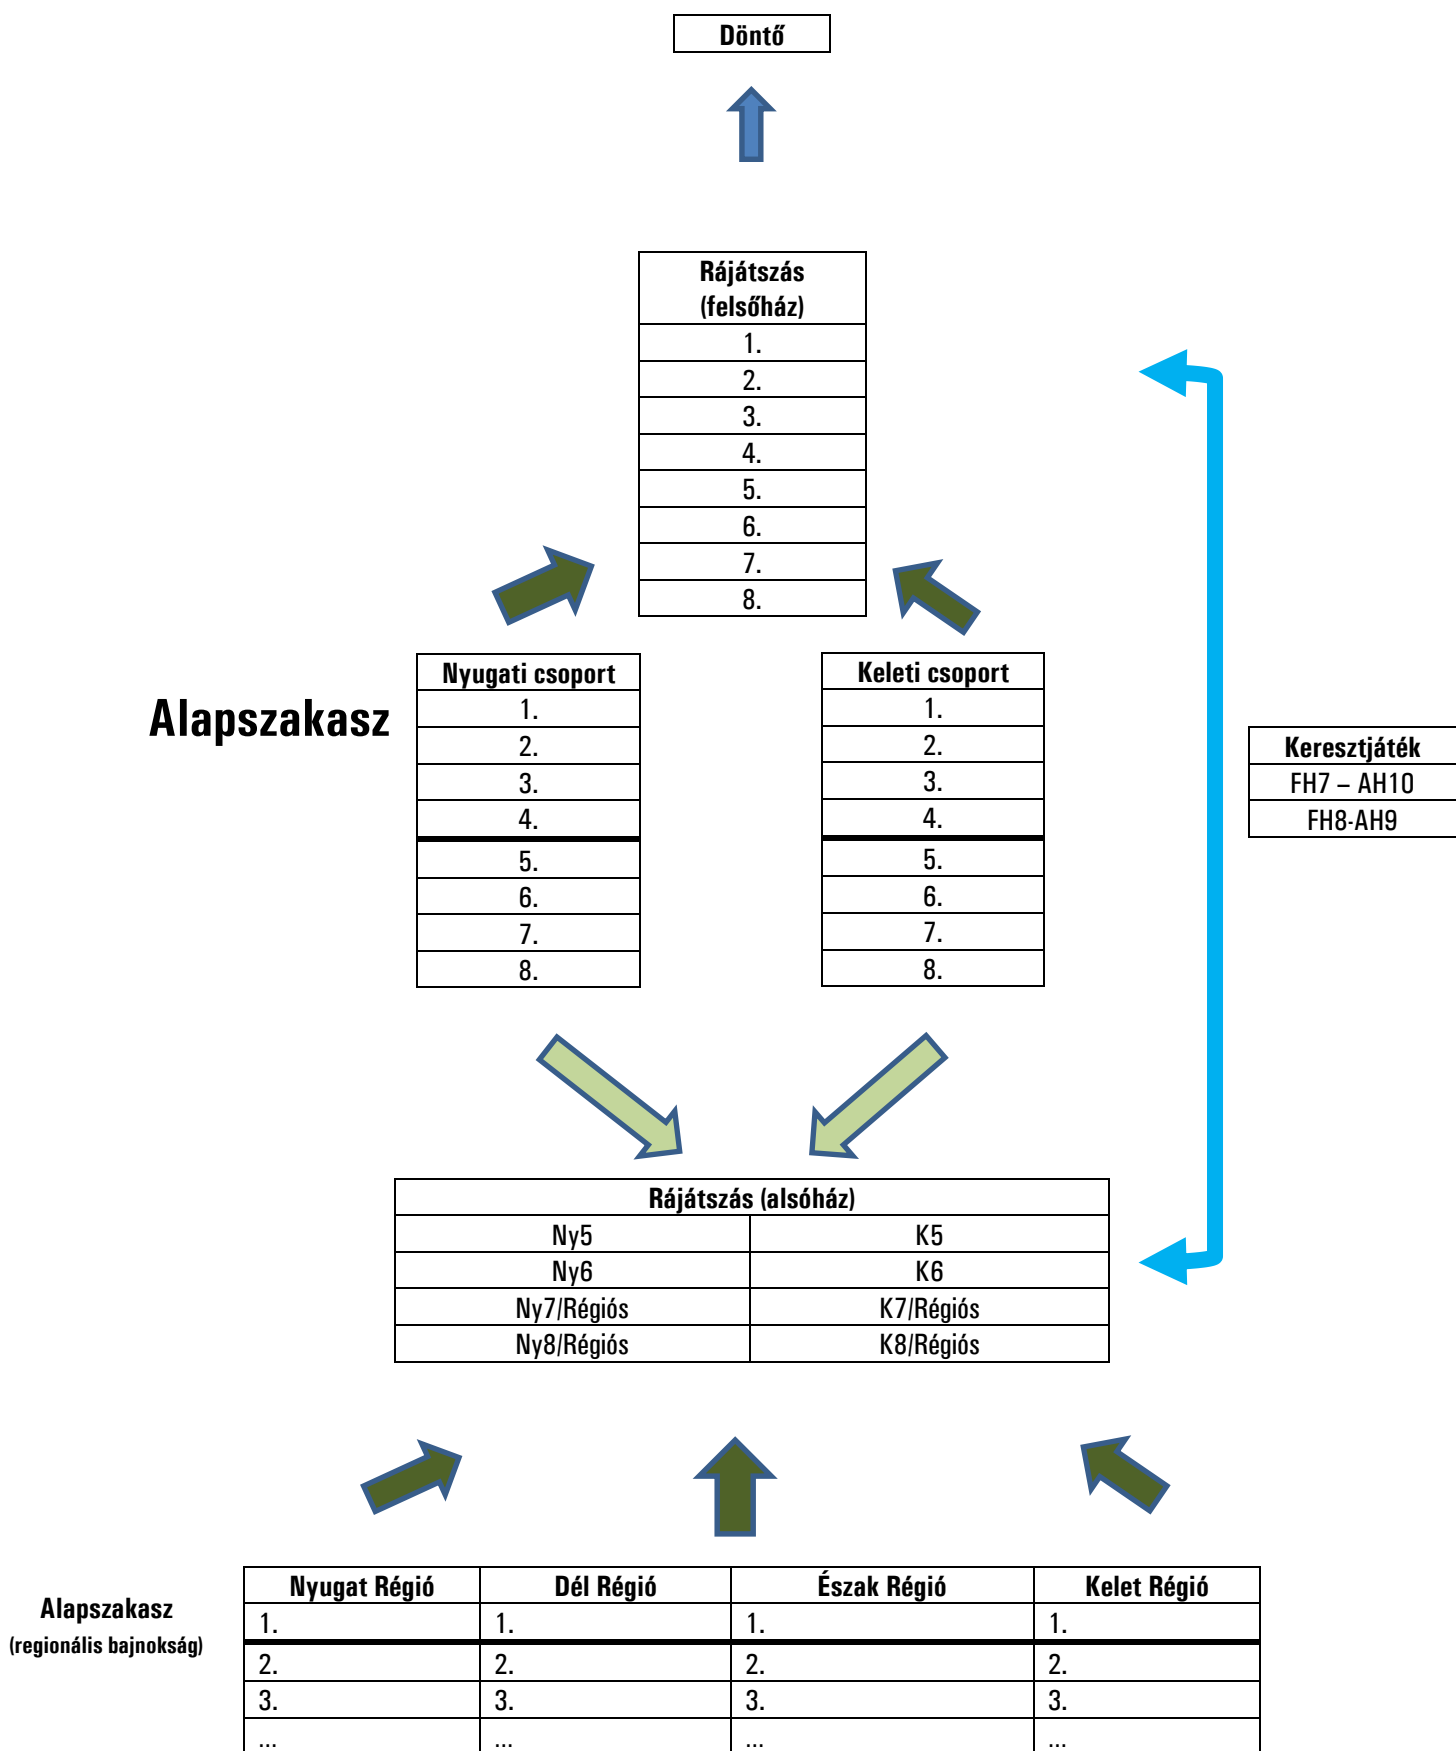 Döntő
Rájátszás
(felsőház)
1.
2.
3.
4.
5.
6.
7.
8.
Alapszakasz
Nyugati csoport
1.
2.
3.
4.
5.
6.
7.
8.
Keleti csoport
1.
2.
3.
4.
5.
6.
7.
8.
Keresztjáték
FH7 – AH10
FH8-AH9
Rájátszás (alsóház)
Ny5 K5
Ny6 K6
Ny7/Régiós K7/Régiós
Ny8/Régiós K8/Régiós
Alapszakasz
(regionális bajnokság)
Nyugat Régió Dél Régió Észak Régió Kelet Régió
1. 1. 1. 1.
2. 2. 2. 2.
3. 3. 3. 3.
... ... ... ...